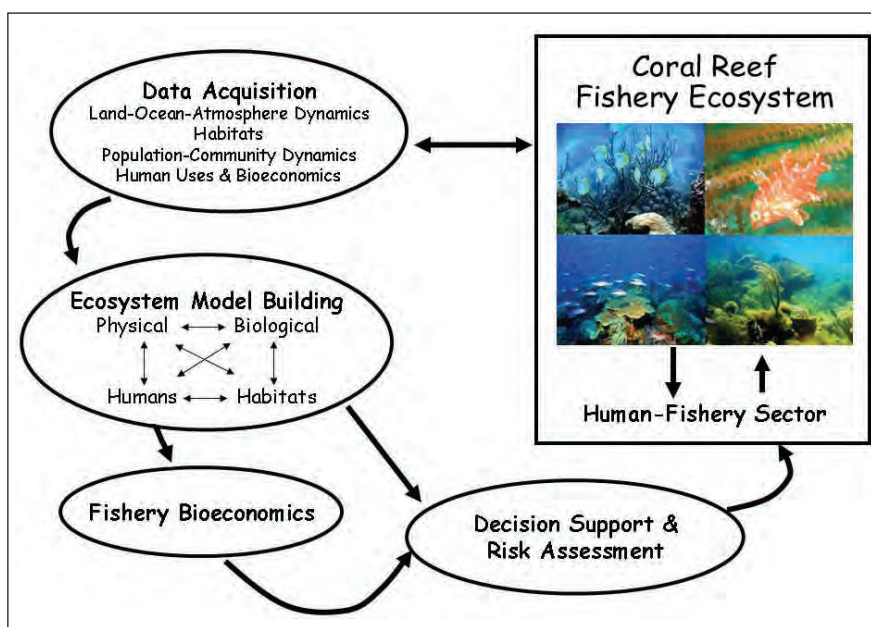 Data Acquisition
Land-Ocean-Atmosphere Dynamics
Habitats
Population-Community Dynamics
Human Uses & Bioeconomics
Coral Reef
Fishery Ecosystem
Human-Fishery Sector
Ecosystem Model Building
Physical Biological
Humans Habitats
Fishery Bioeconomics
Decision Support &
Risk Assessment